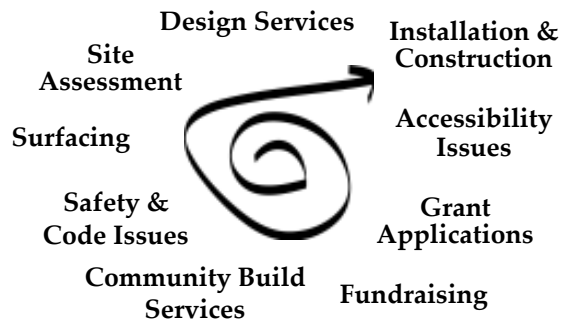 Design Services
Installation &
Construction
Site
Assessment
Accessibility
Issues
Surfacing
Safety &
Code Issues
Grant
Applications
Community Build
Services
Fundraising